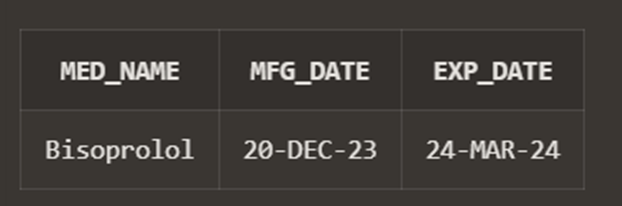 MED_NAME MFG_DATE EXP_DATE
Bisoprolol 20-DEC-23 24-MAR-24